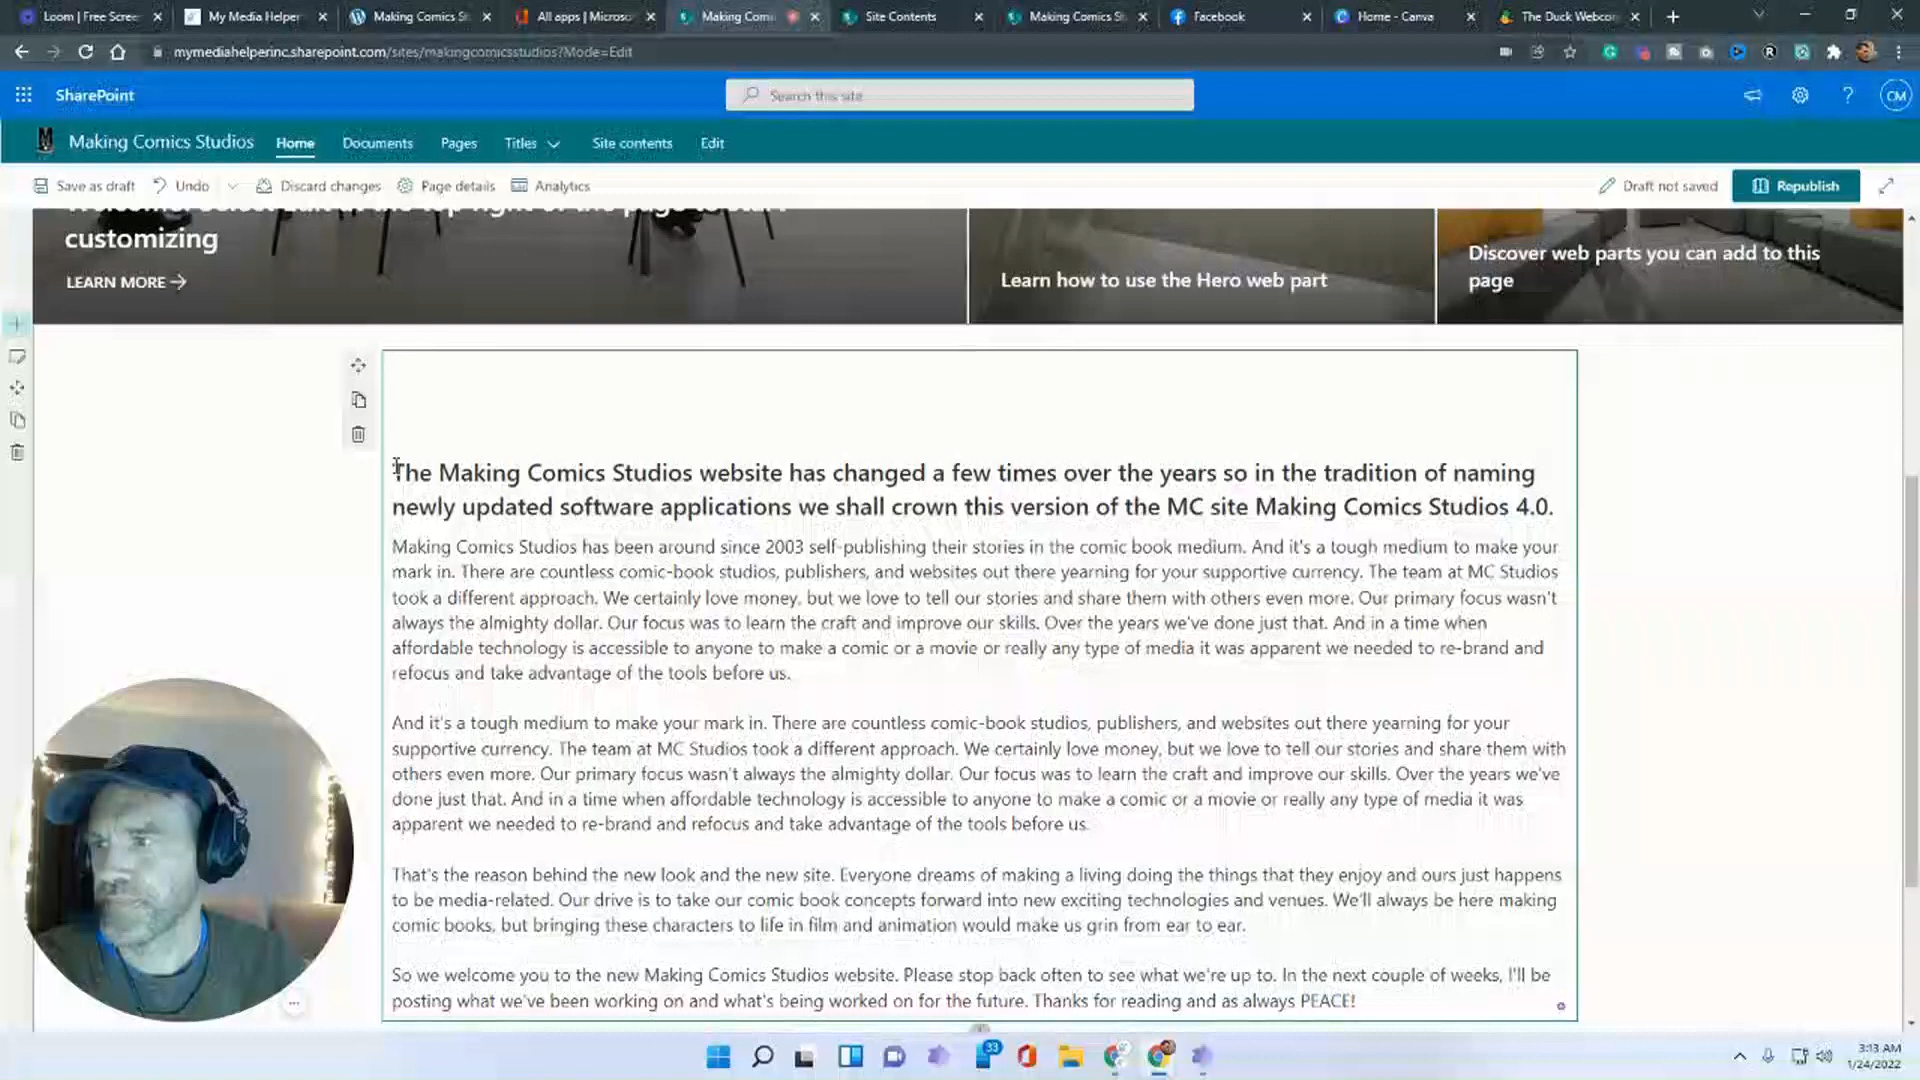 Loom | Free Scree
My Media Helper
Making Comics St
All apps | Microso
Making Comi
Site Contents
Making Comics St
Facebook
Home - Canva
The Duck Webco
mymediahelperinc.sharepoint.com/sites/makingcomicsstudios?Mode=Edit
SharePoint
Search this site
CM
Making Comics Studios
Home
Documents
Pages
Titles
Site contents
Edit
Save as draft
Undo
Discard changes
Page details
Analytics
Draft not saved
Republish
Welcome! Select Edit at the top right of the page to start
customizing
LEARN MORE
Learn how to use the Hero web part
Discover web parts you can add to this
page
The Making Comics Studios website has changed a few times over the years so in the tradition of naming
newly updated software applications we shall crown this version of the MC site Making Comics Studios 4.0.
Making Comics Studios has been around since 2003 self-publishing their stories in the comic book medium. And it's a tough medium to make your
mark in. There are countless comic-book studios, publishers, and websites out there yearning for your supportive currency. The team at MC Studios
took a different approach. We certainly love money, but we love to tell our stories and share them with others even more. Our primary focus wasn't
always the almighty dollar. Our focus was to learn the craft and improve our skills. Over the years we've done just that. And in a time when
affordable technology is accessible to anyone to make a comic or a movie or really any type of media it was apparent we needed to re-brand and
refocus and take advantage of the tools before us.
And it's a tough medium to make your mark in. There are countless comic-book studios, publishers, and websites out there yearning for your
supportive currency. The team at MC Studios took a different approach. We certainly love money, but we love to tell our stories and share them with
others even more. Our primary focus wasn't always the almighty dollar. Our focus was to learn the craft and improve our skills. Over the years we've
done just that. And in a time when affordable technology is accessible to anyone to make a comic or a movie or really any type of media it was
apparent we needed to re-brand and refocus and take advantage of the tools before us.
That's the reason behind the new look and the new site. Everyone dreams of making a living doing the things that they enjoy and ours just happens
to be media-related. Our drive is to take our comic book concepts forward into new exciting technologies and venues. We'll always be here making
comic books, but bringing these characters to life in film and animation would make us grin from ear to ear.
So we welcome you to the new Making Comics Studios website. Please stop back often to see what we're up to. In the next couple of weeks, I'll be
posting what we've been working on and what's being worked on for the future. Thanks for reading and as always PEACE!
33
3:13 AM
1/24/2022